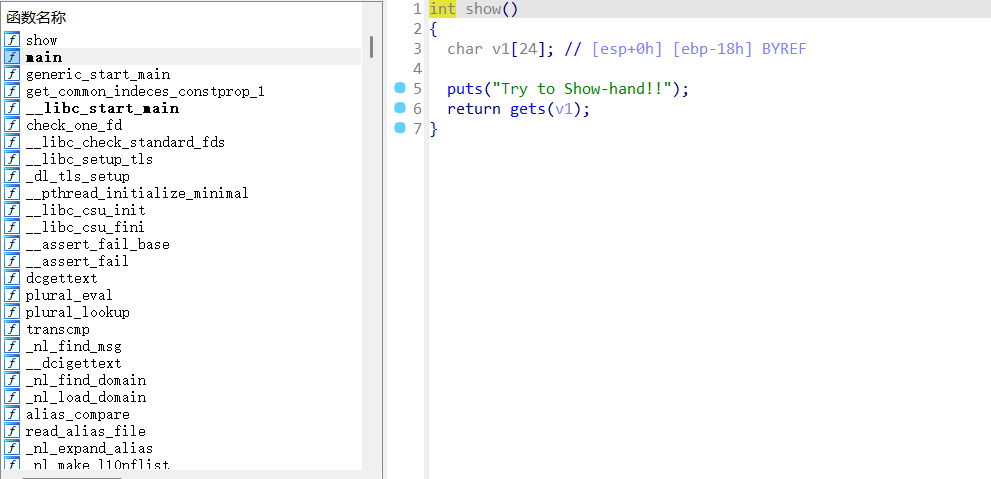 函数名称
f show
f main
f generic_start_main
f get_common_indeces_constprop_1
f __libc_start_main
f check_one_fd
f __libc_check_standard_fds
f __libc_setup_tls
f _dl_tls_setup
f __pthread_initialize_minimal
f __libc_csu_init
f __libc_csu_fini
f __assert_fail_base
f __assert_fail
f dcgettext
f plural_eval
f plural_lookup
f transcmp
f _nl_find_msg
f __dcigettext
f _nl_find_domain
f _nl_load_domain
f alias_compare
f read_alias_file
f _nl_expand_alias
f _nl_make_l10nflist
1 int show()
2 {
3 char v1[24]; // [esp+0h] [ebp-18h] BYREF
4
5 puts("Try to Show-hand!!");
6 return gets(v1);
7 }